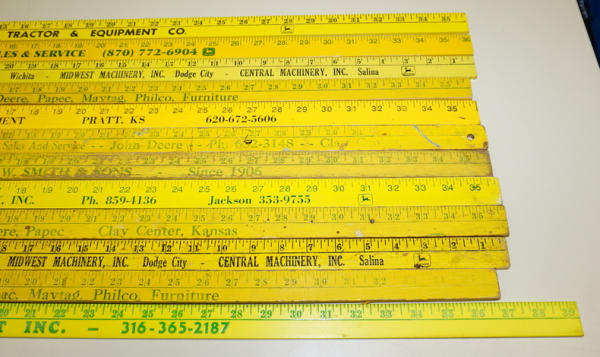 TRACTOR & EQUIPMENT CO.
LES & SERVICE (870) 772-6904
Wichita - MIDWEST MACHINERY, INC. Dodge City - CENTRAL MACHINERY, INC. Salina
Deere, Papec, Maytag, Philco, Furniture
MENT PRATT, KS 620-672-5606
Sales And Service -- John Deere -- Ph.
W. SMITH & SONS Since 1906
, INC. Ph. 859-4136 Jackson 353-9755
ere, Papec Clay Center, Kansas
MIDWEST MACHINERY, INC. Dodge City - CENTRAL MACHINERY, INC. Salina
ac, Maytag, Philco, Furniture
T INC. - 316-365-2187